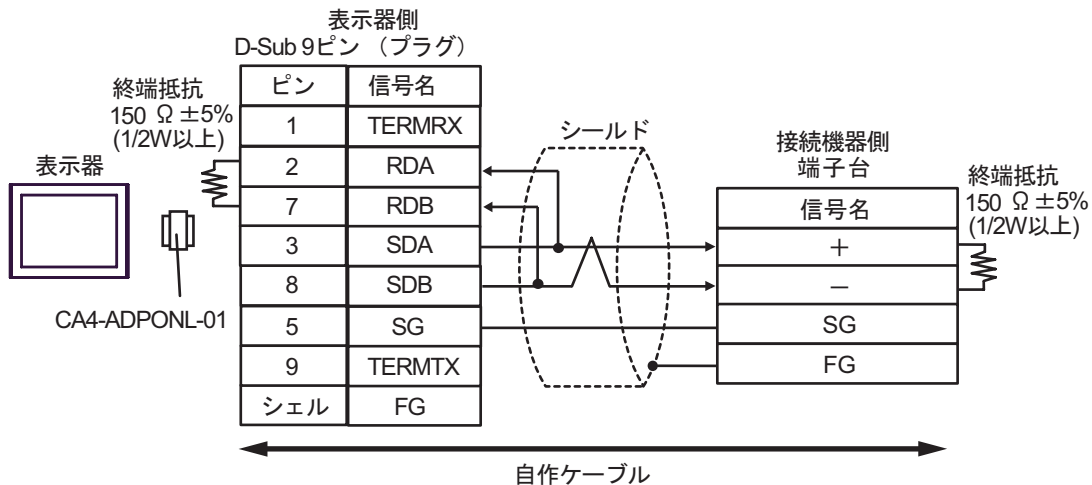 表示器側
D-Sub 9ピン （プラグ）
終端抵抗
150 Ω ±5%
(1/2W以上)
表示器
CA4-ADPONL-01
ピン 信号名
1 TERMRX
2 RDA
7 RDB
3 SDA
8 SDB
5 SG
9 TERMTX
シェル FG
シールド
接続機器側
端子台
信号名
+
−
SG
FG
終端抵抗
150 Ω ±5%
(1/2W以上)
自作ケーブル